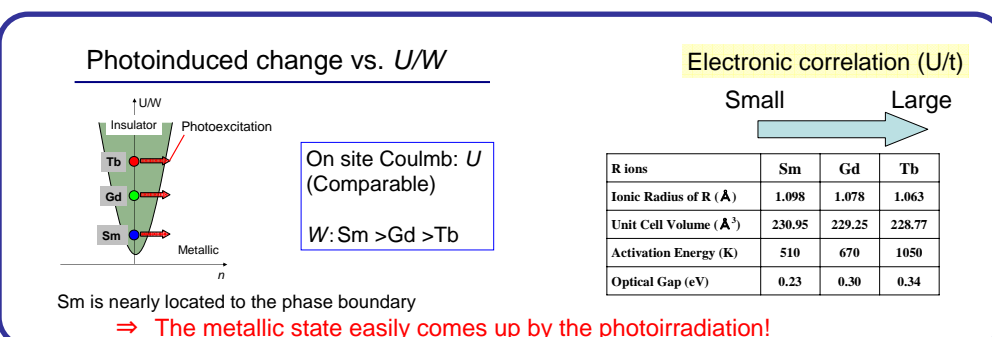 Photoinduced change vs. U/W
U/W
Insulator
Photoexcitation
Tb
Gd
Sm
Metallic
n
On site Coulmb: U
(Comparable)
W: Sm >Gd >Tb
Electronic correlation (U/t)
Small Large
R ions Sm Gd Tb
Ionic Radius of R (Å) 1.098 1.078 1.063
Unit Cell Volume (Å³) 230.95 229.25 228.77
Activation Energy (K) 510 670 1050
Optical Gap (eV) 0.23 0.30 0.34
Sm is nearly located to the phase boundary
⇒ The metallic state easily comes up by the photoirradiation!